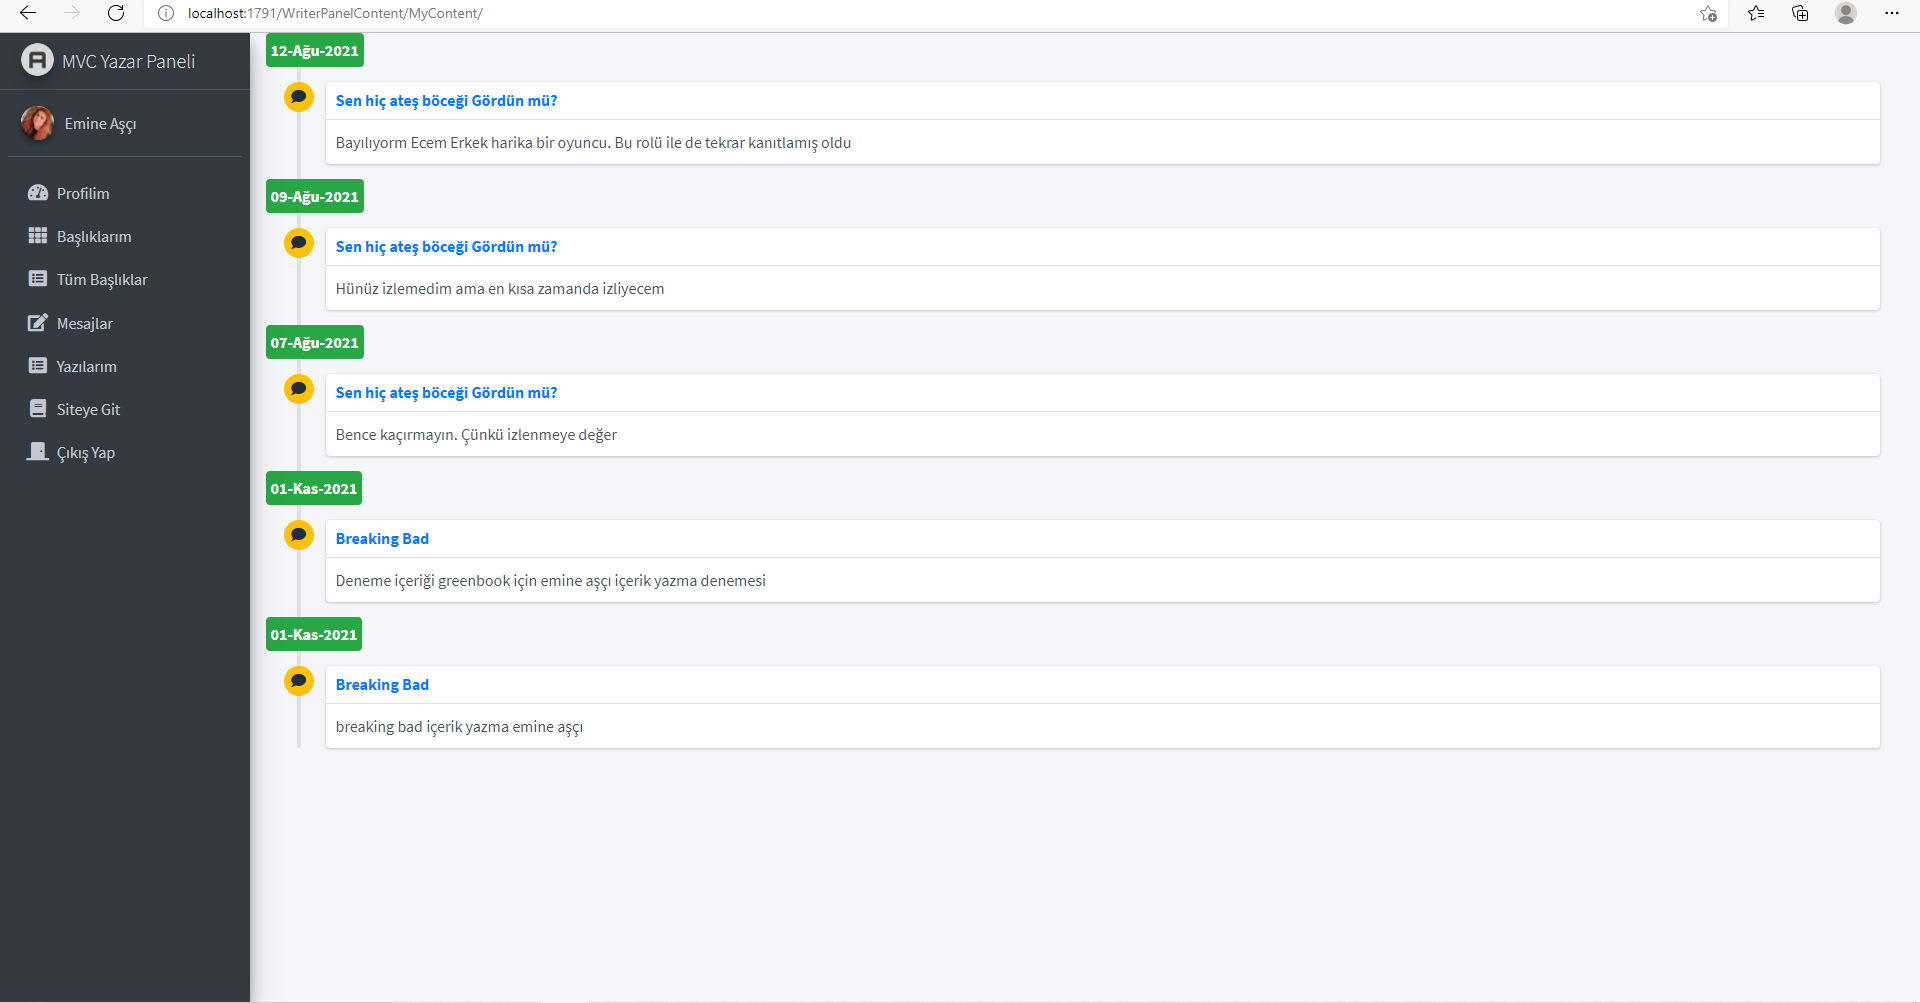 localhost:1791/WriterPanelContent/MyContent/
MVC Yazar Paneli
Emine Aşçı
Profilim
Başlıklarım
Tüm Başlıklar
Mesajlar
Yazılarım
Siteye Git
Çıkış Yap
12-Ağu-2021
Sen hiç ateş böceği Gördün mü?
Bayılıyorm Ecem Erkek harika bir oyuncu. Bu rolü ile de tekrar kanıtlamış oldu
09-Ağu-2021
Sen hiç ateş böceği Gördün mü?
Hünüz izlemedim ama en kısa zamanda izliyecem
07-Ağu-2021
Sen hiç ateş böceği Gördün mü?
Bence kaçırmayın. Çünkü izlenmeye değer
01-Kas-2021
Breaking Bad
Deneme içeriği greenbook için emine aşçı içerik yazma denemesi
01-Kas-2021
Breaking Bad
breaking bad içerik yazma emine aşçı